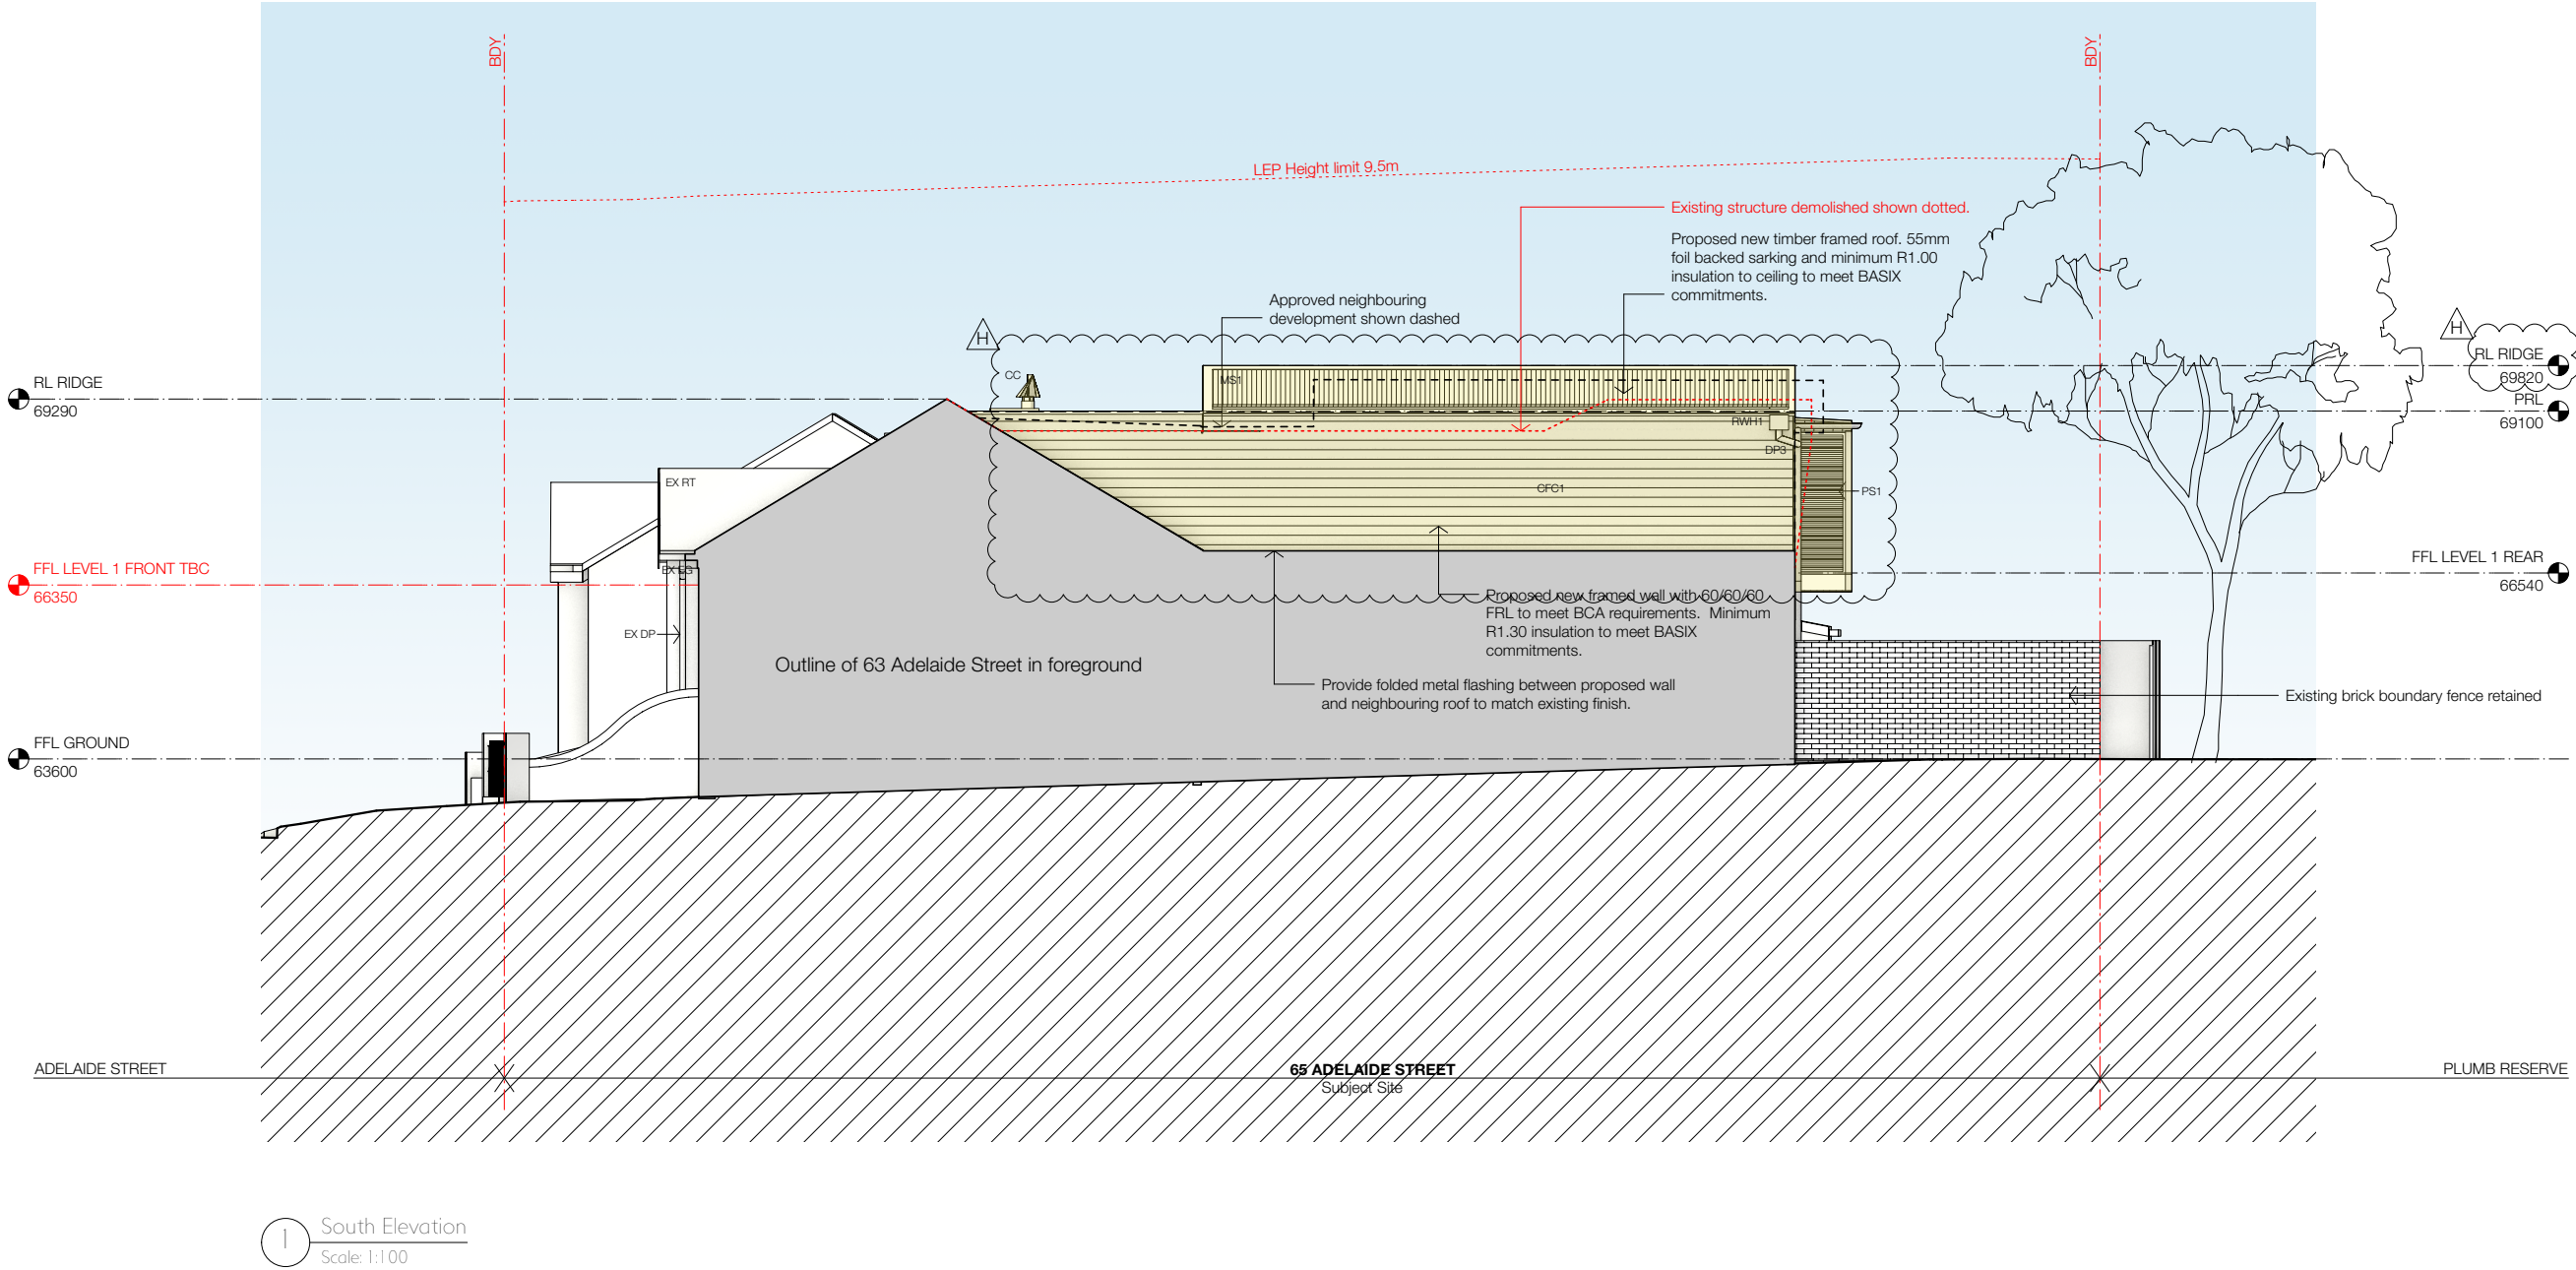 BDY
BDY
LEP Height limit 9.5m
Existing structure demolished shown dotted.
Proposed new timber framed roof. 55mm
foil backed sarking and minimum R1.00
insulation to ceiling to meet BASIX
commitments.
Approved neighbouring
development shown dashed
H
H
RL RIDGE
69290
RL RIDGE
69820
PRL
69100
CC
MS1
RWH1
DP3
CFC1
PS1
EX RT
EX EG
EX DP
FFL LEVEL 1 FRONT TBC
66350
FFL LEVEL 1 REAR
66540
Proposed new framed wall with 60/60/60
FRL to meet BCA requirements. Minimum
R1.30 insulation to meet BASIX
commitments.
Outline of 63 Adelaide Street in foreground
Provide folded metal flashing between proposed wall
and neighbouring roof to match existing finish.
Existing brick boundary fence retained
FFL GROUND
63600
ADELAIDE STREET
65 ADELAIDE STREET
Subject Site
PLUMB RESERVE
1
South Elevation
Scale: 1:100